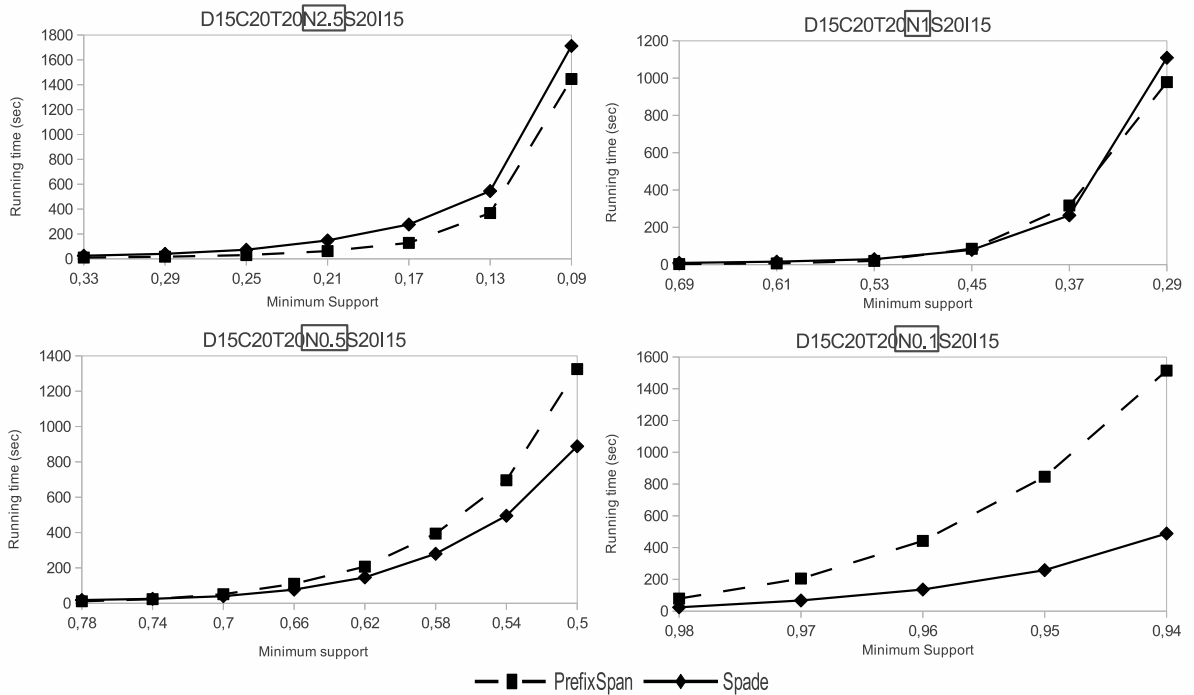 D15C20T20N2.5S20I15
Running time (sec)
1800
1600
1400
1200
1000
800
600
400
200
0
0,33 0,29 0,25 0,21 0,17 0,13 0,09
Minimum Support
D15C20T20N1S20I15
Running time (sec)
1200
1000
800
600
400
200
0
0,69 0,61 0,53 0,45 0,37 0,29
Minimum Support
D15C20T20N0.5S20I15
Running time (sec)
1400
1200
1000
800
600
400
200
0
0,78 0,74 0,7 0,66 0,62 0,58 0,54 0,5
Minimum support
D15C20T20N0.1S20I15
Running time (sec)
1600
1400
1200
1000
800
600
400
200
0
0,98 0,97 0,96 0,95 0,94
Minimum Support
PrefixSpan Spade